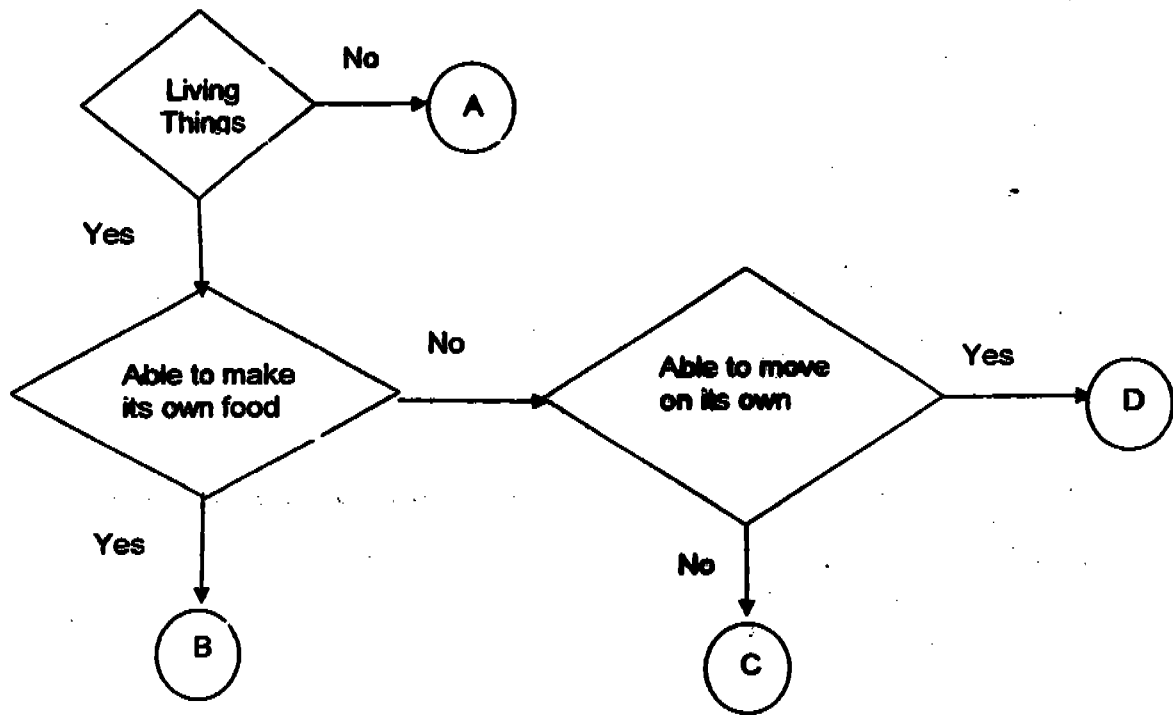 No
Living
Things
A
Yes
Able to make
its own food
No
Able to move
on its own
Yes
D
Yes
No
B
C